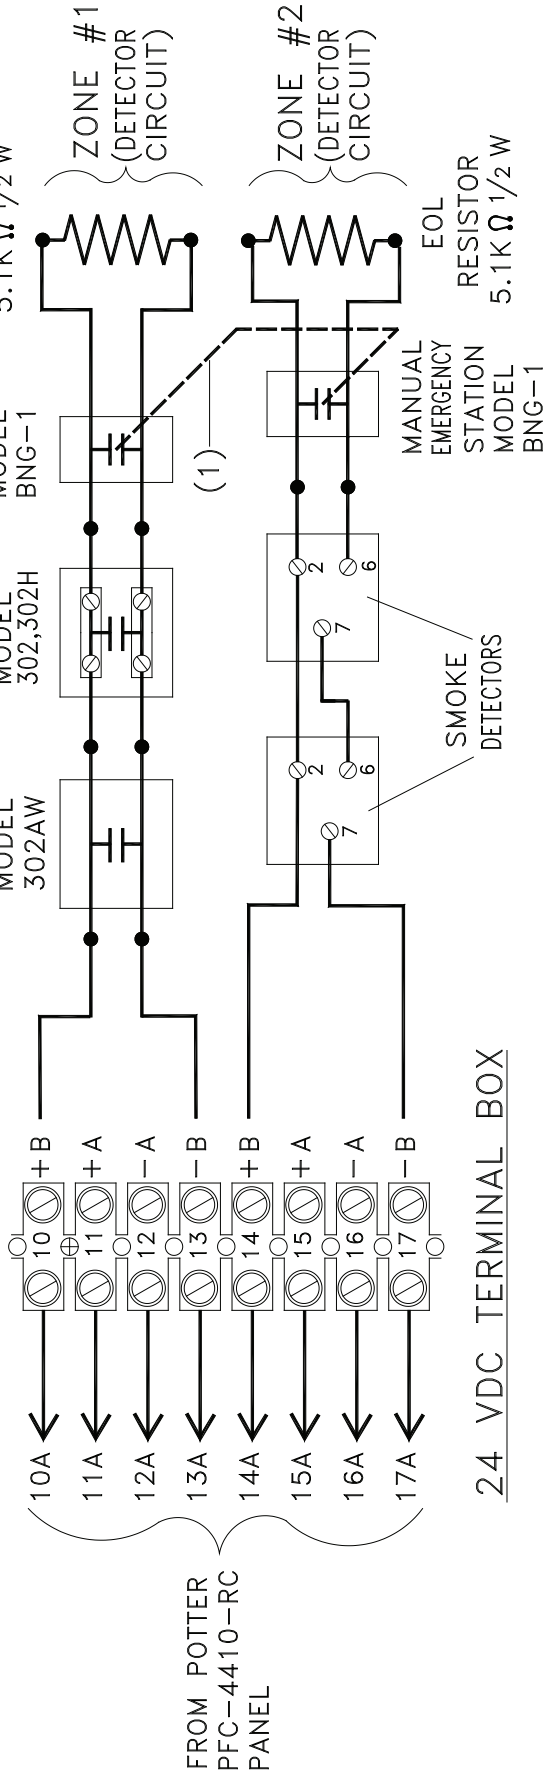 ZONE #1
(DETECTOR
CIRCUIT)
ZONE #2
(DETECTOR
CIRCUIT)
5.1K Ω 1/2 W
EOL
RESISTOR
5.1K Ω 1/2 W
MODEL
BNG-1
(1)
MANUAL
EMERGENCY
STATION
MODEL
BNG-1
MODEL
302,302H
2
6
7
SMOKE
DETECTORS
2
6
7
MODEL
302AW
+B
+A
-A
-B
+B
+A
-A
-B
10
11
12
13
14
15
16
17
10A
11A
12A
13A
14A
15A
16A
17A
24 VDC TERMINAL BOX
FROM POTTER
PFC-4410-RC
PANEL